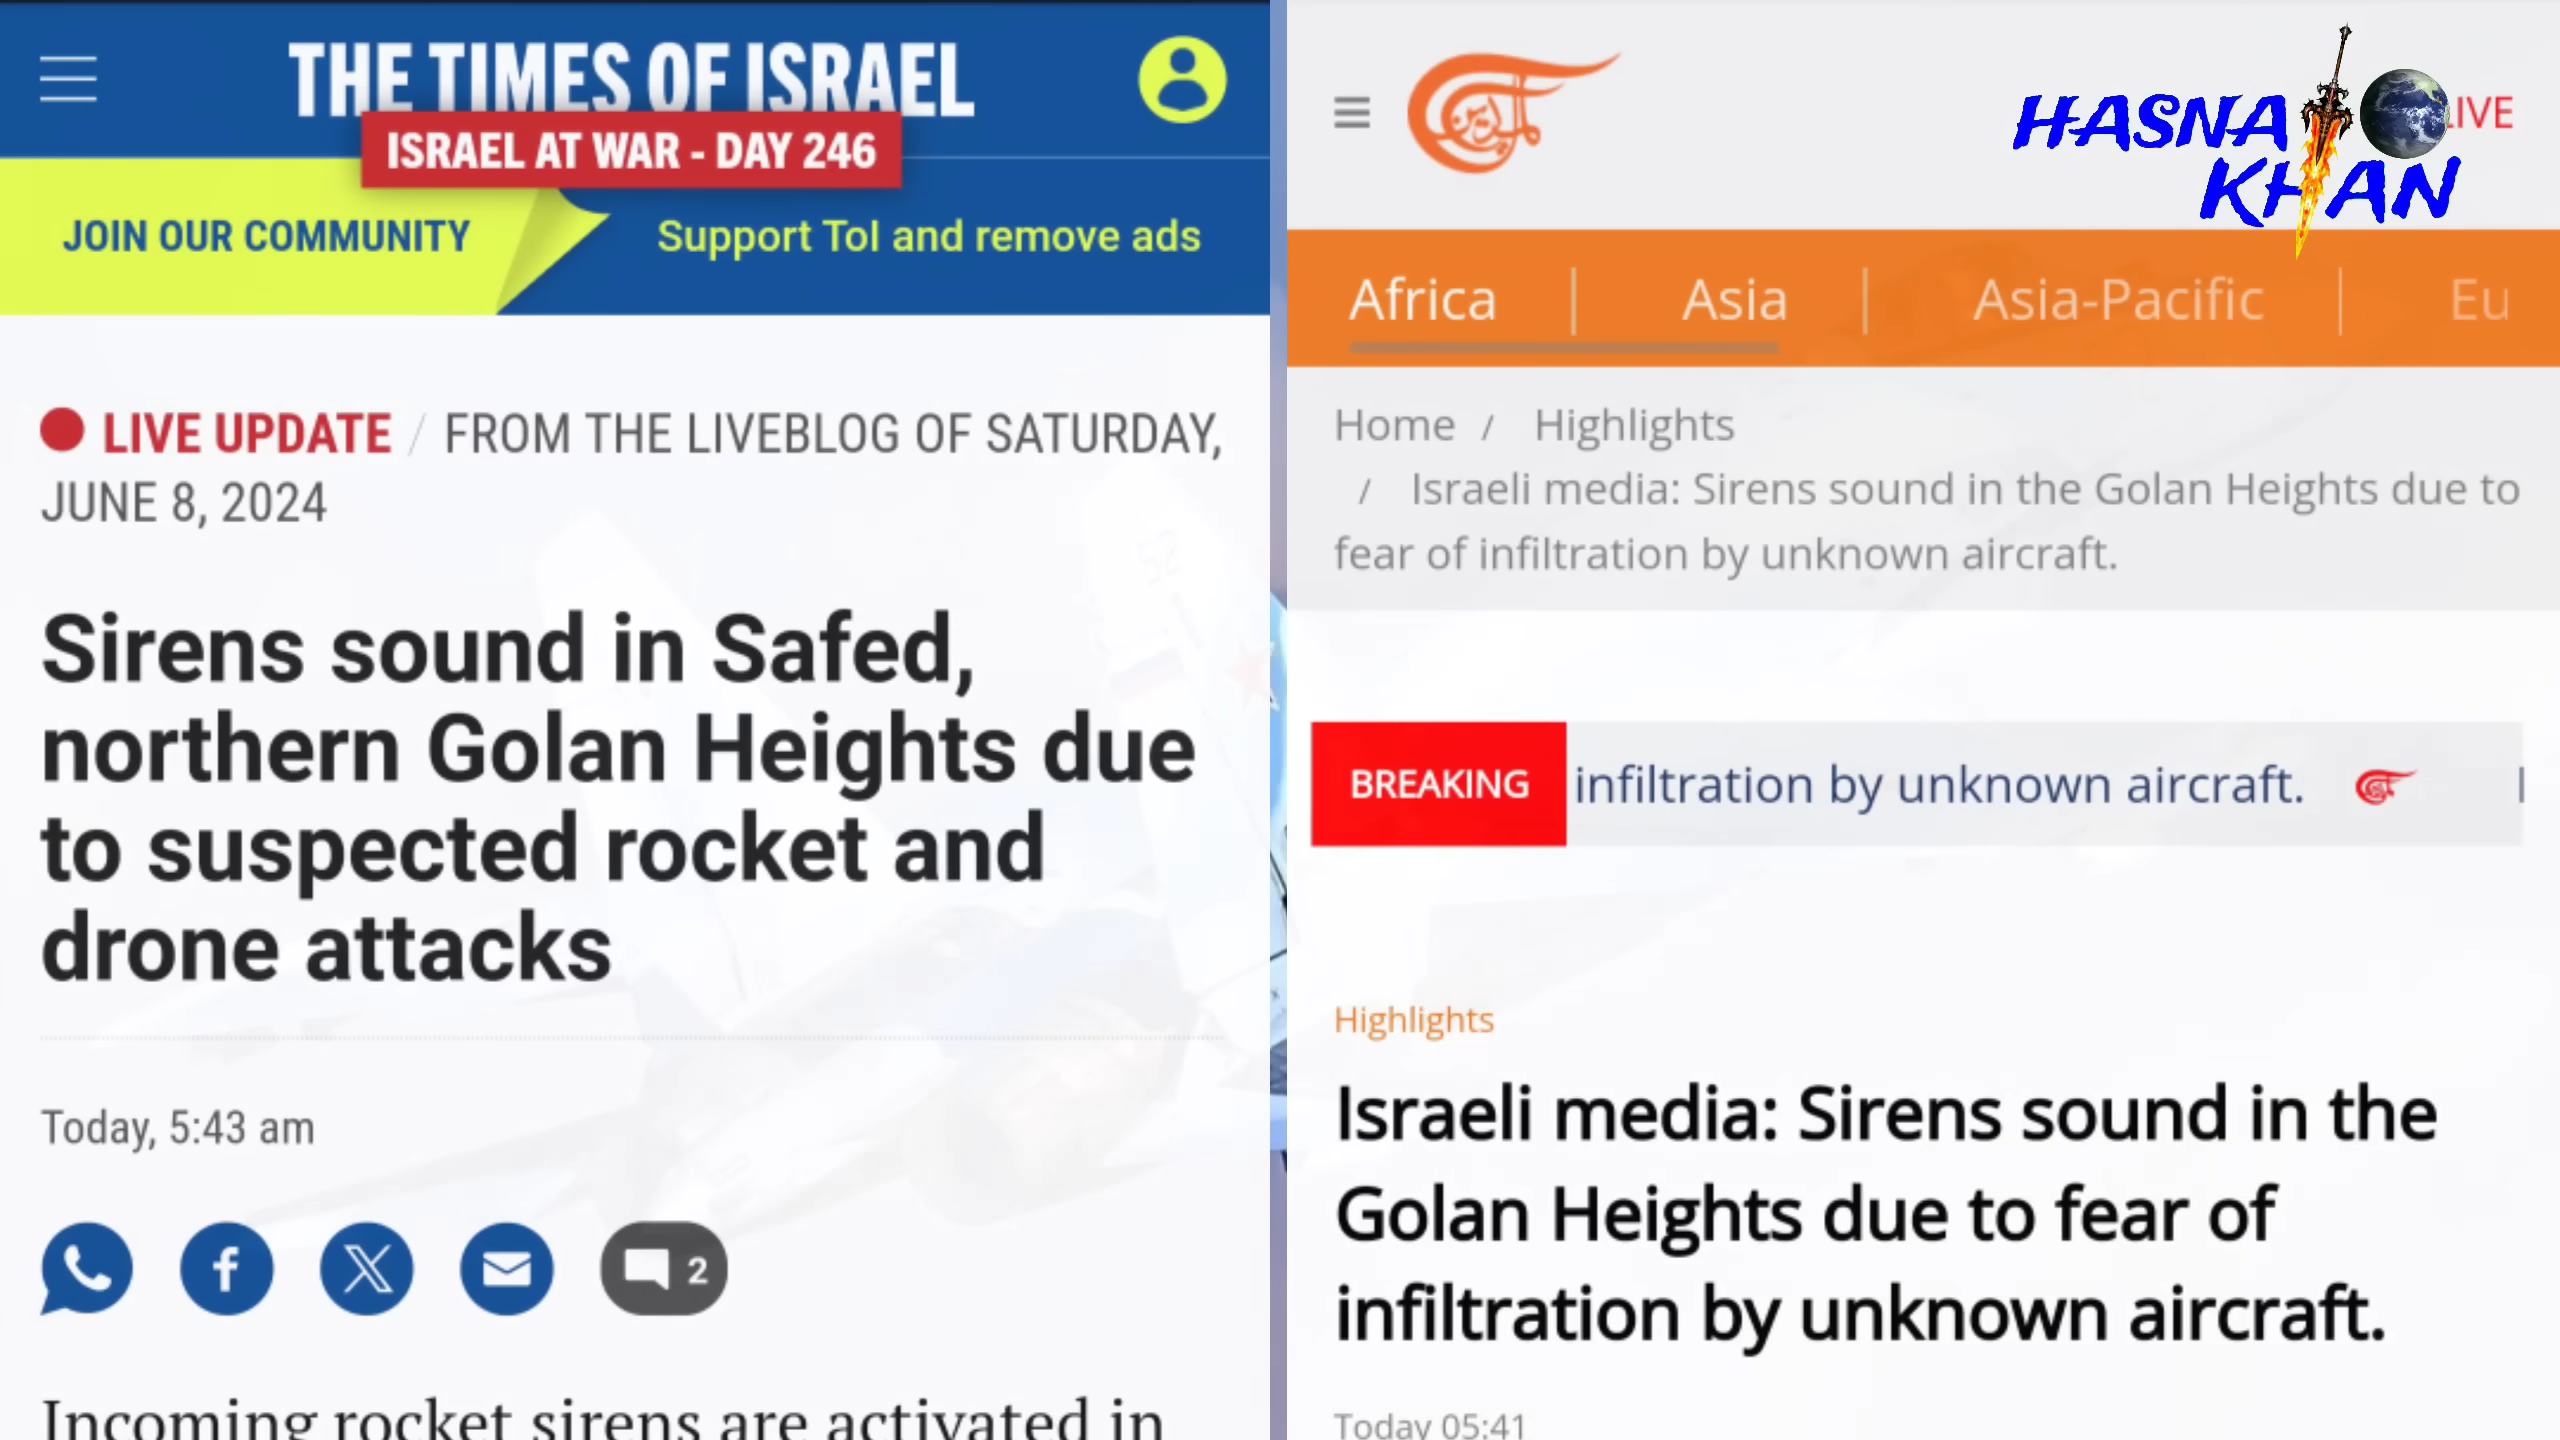 THE TIMES OF ISRAEL
ISRAEL AT WAR - DAY 246
JOIN OUR COMMUNITY
Support ToI and remove ads
LIVE UPDATE / FROM THE LIVEBLOG OF SATURDAY,
JUNE 8, 2024
Sirens sound in Safed,
northern Golan Heights due
to suspected rocket and
drone attacks
Today, 5:43 am
2
Incoming rocket sirens are activated in
الميادين
HASNA
KHAN
LIVE
Africa | Asia | Asia-Pacific | Eu
Home / Highlights
/ Israeli media: Sirens sound in the Golan Heights due to
fear of infiltration by unknown aircraft.
BREAKING infiltration by unknown aircraft.
Highlights
Israeli media: Sirens sound in the
Golan Heights due to fear of
infiltration by unknown aircraft.
Today 05:41